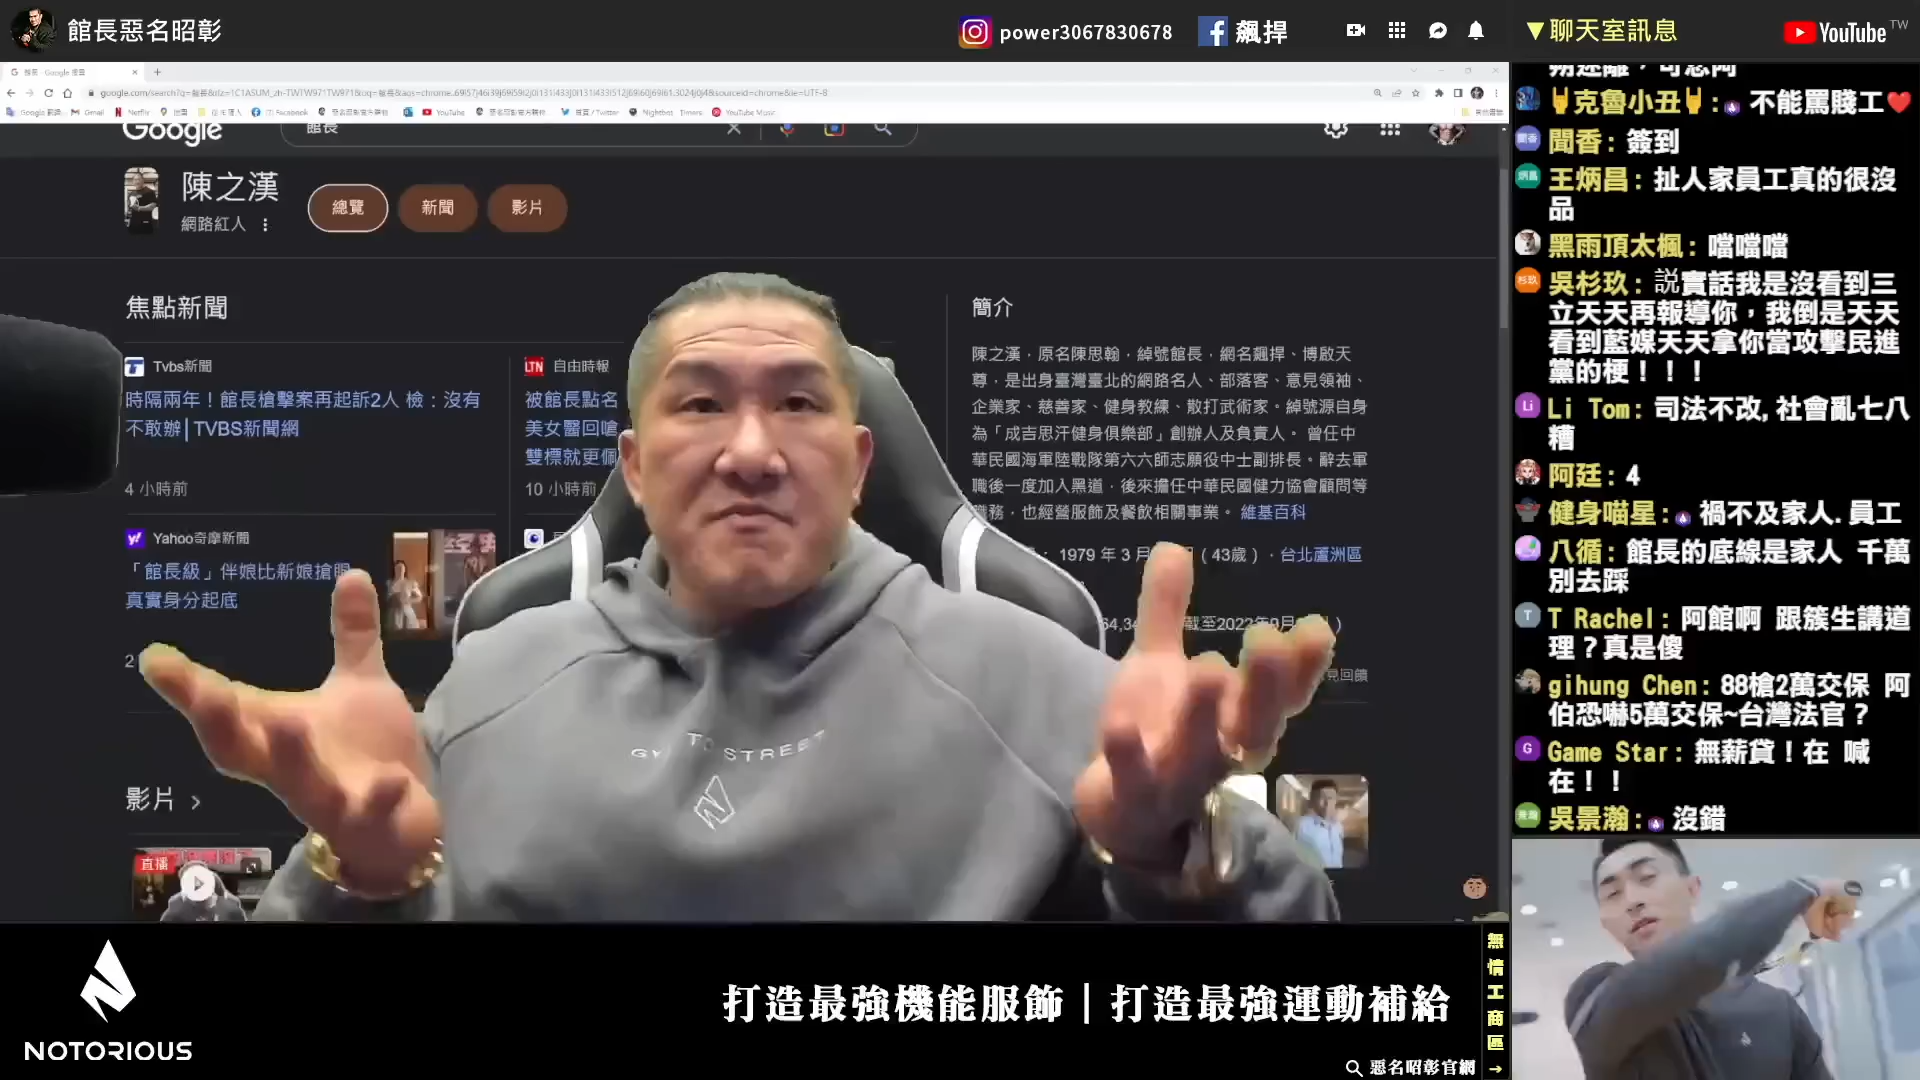 館長惡名昭彰
power3067830678
飆捍
▼聊天室訊息
YouTube TW
Google
館長
陳之漢
網路紅人
總覽
新聞
影片
焦點新聞
Tvbs新聞
時隔兩年！館長槍擊案再起訴2人 檢：沒有
不敢辦│TVBS新聞網
4 小時前
自由時報
被館長點名
美女醫回嗆
雙標就更佩
10 小時前
Yahoo奇摩新聞
「館長級」伴娘比新娘搶眼
真實身分起底
2
影片
直播
簡介
陳之漢，原名陳思翰，綽號館長，網名飆捍、博啟天
尊，是出身臺灣臺北的網路名人、部落客、意見領袖、
企業家、慈善家、健身教練、散打武術家。綽號源自身
為「成吉思汗健身俱樂部」創辦人及負責人。 曾任中
華民國海軍陸戰隊第六六師志願役中士副排長。辭去軍
職後一度加入黑道，後來擔任中華民國健力協會顧問等
職務，也經營服飾及餐飲相關事業。 維基百科
1979 年 3 月 （43歲）， 台北蘆洲區
截至2022年9月
見回饋
GY TO STREET
🤘克魯小丑🤘: 不能罵賤工❤
聞香: 簽到
王炳昌: 扯人家員工真的很沒
品
黑雨頂太楓: 噹噹噹
吳杉玖: 説實話我是沒看到三
立天天再報導你，我倒是天天
看到藍媒天天拿你當攻擊民進
黨的梗！！！
Li Tom: 司法不改,社會亂七八
糟
阿廷: 4
健身喵星: 禍不及家人.員工
八循: 館長的底線是家人 千萬
別去踩
T Rachel: 阿館啊 跟簇生講道
理？真是傻
gihung Chen: 88槍2萬交保 阿
伯恐嚇5萬交保~台灣法官？
Game Star: 無薪貸！在 喊
在！！
吳景瀚: 沒錯
NOTORIOUS
打造最強機能服飾｜打造最強運動補給
惡名昭彰官網
無情工商區→